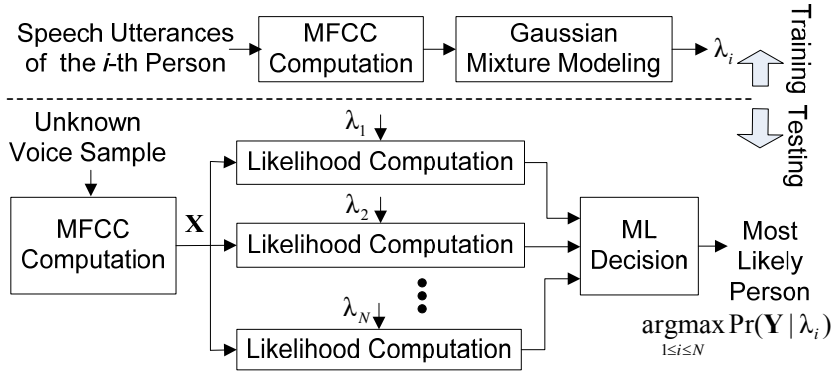 Speech Utterances
of the i-th Person
MFCC
Computation
Gaussian
Mixture Modeling
λi
Training
Testing
Unknown
Voice Sample
MFCC
Computation
X
λ1
Likelihood Computation
λ2
Likelihood Computation
λN
Likelihood Computation
ML
Decision
Most
Likely
Person
argmax Pr(Y | λi)
1≤i≤N